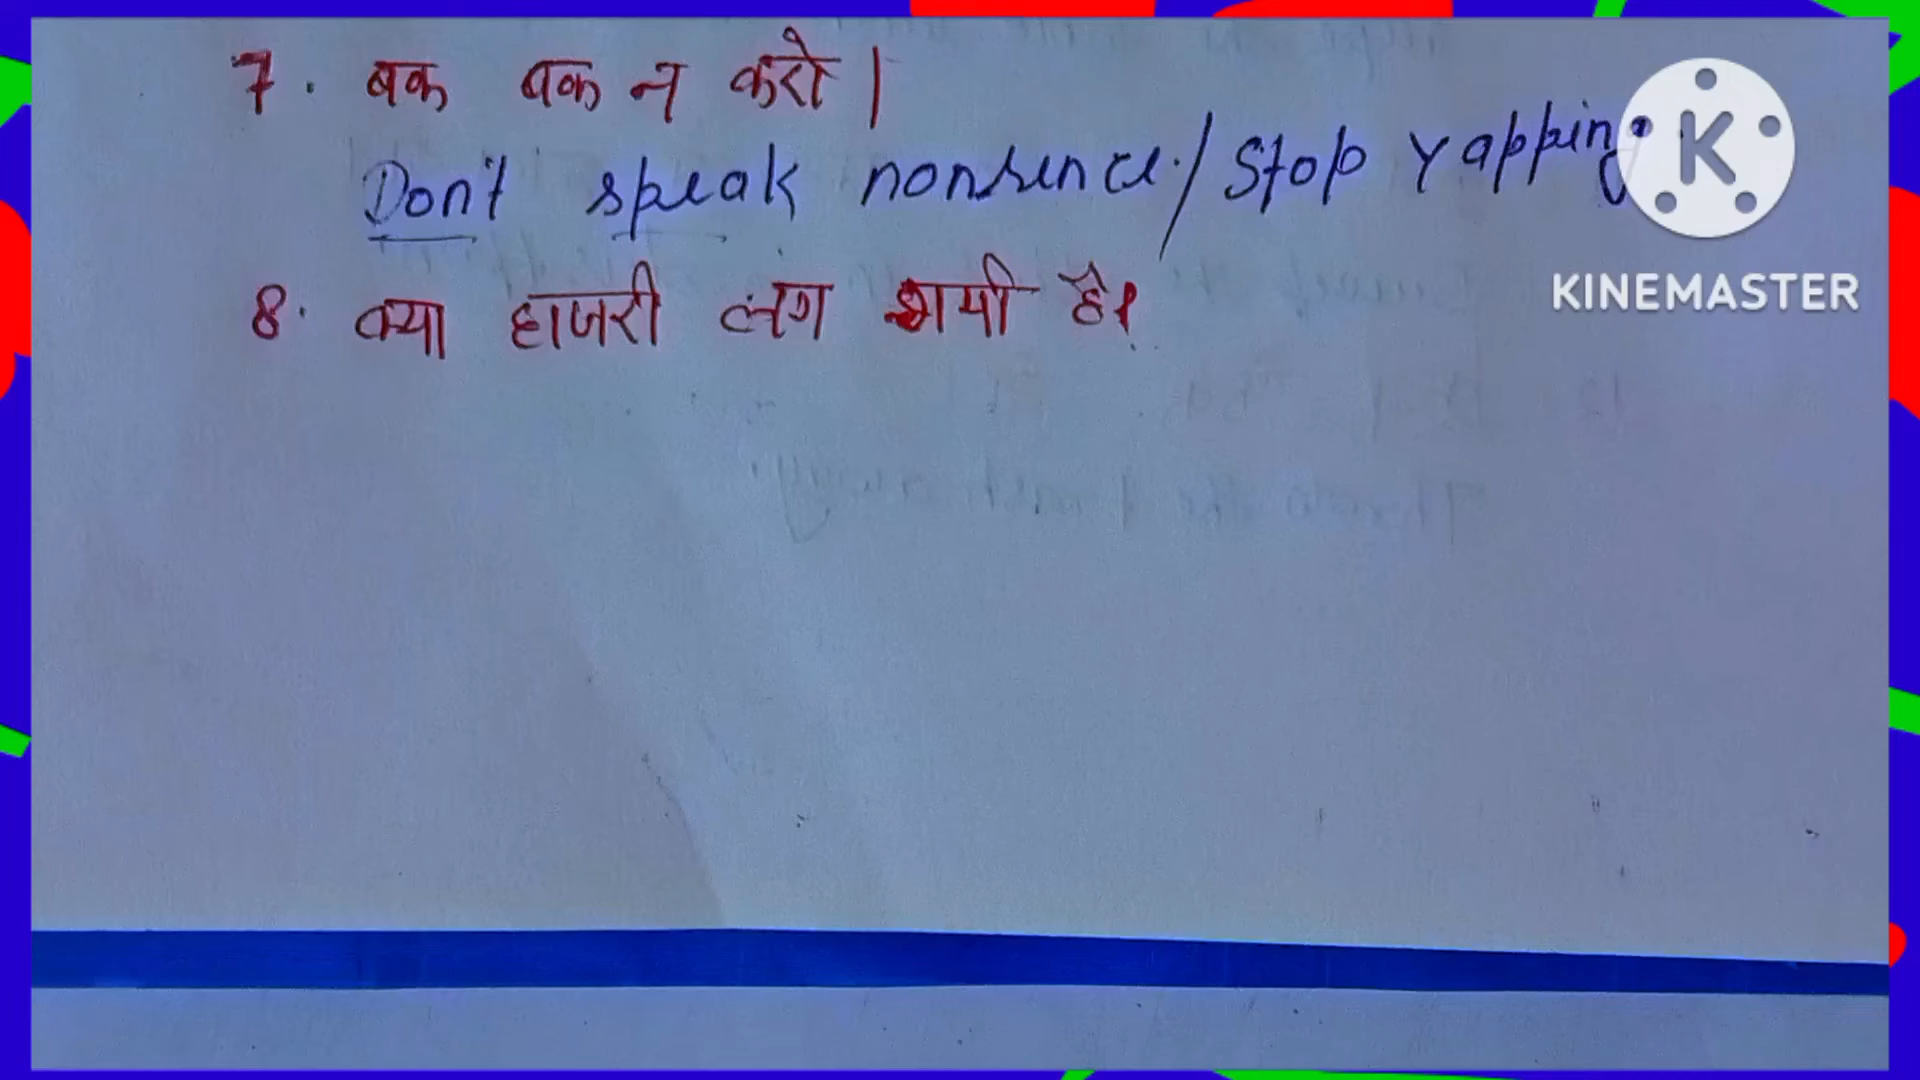 7. बक बक न करो।
Don't speak nonsence./Stop Yapping.
8. क्या हाजरी लग गयी है?
KINEMASTER